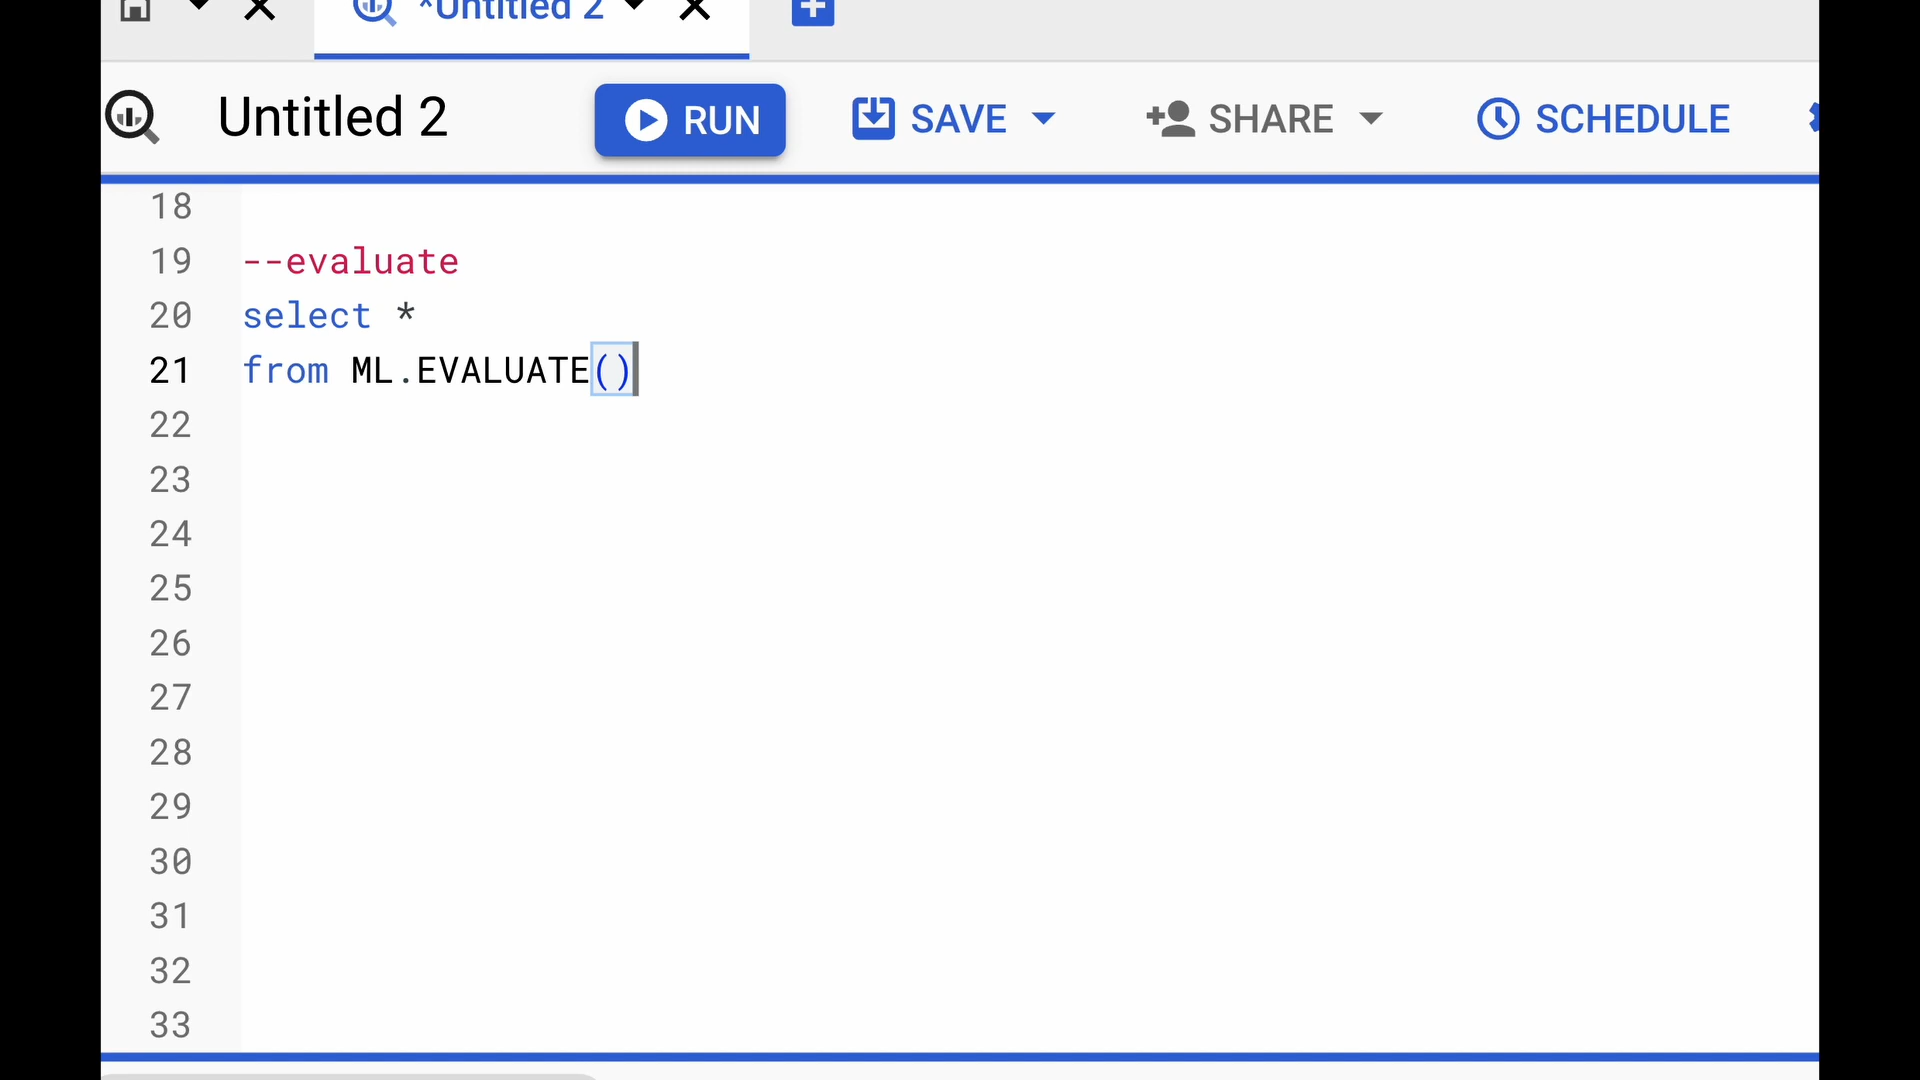 *Untitled 2
Untitled 2 RUN SAVE SHARE SCHEDULE
18
19 --evaluate
20 select *
21 from ML.EVALUATE()
22
23
24
25
26
27
28
29
30
31
32
33